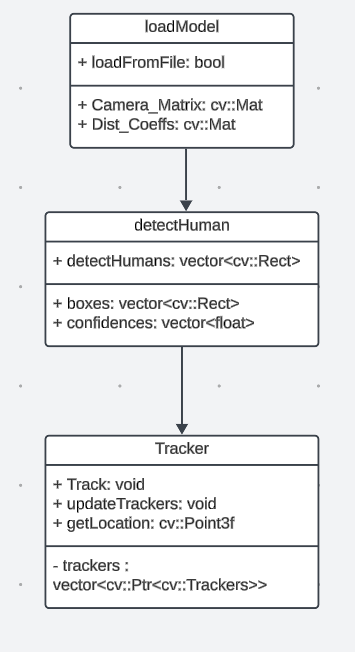 loadModel
+ loadFromFile: bool
+ Camera_Matrix: cv::Mat
+ Dist_Coeffs: cv::Mat
detectHuman
+ detectHumans: vector<cv::Rect>
+ boxes: vector<cv::Rect>
+ confidences: vector<float>
Tracker
+ Track: void
+ updateTrackers: void
+ getLocation: cv::Point3f
- trackers :
vector<cv::Ptr<cv::Trackers>>